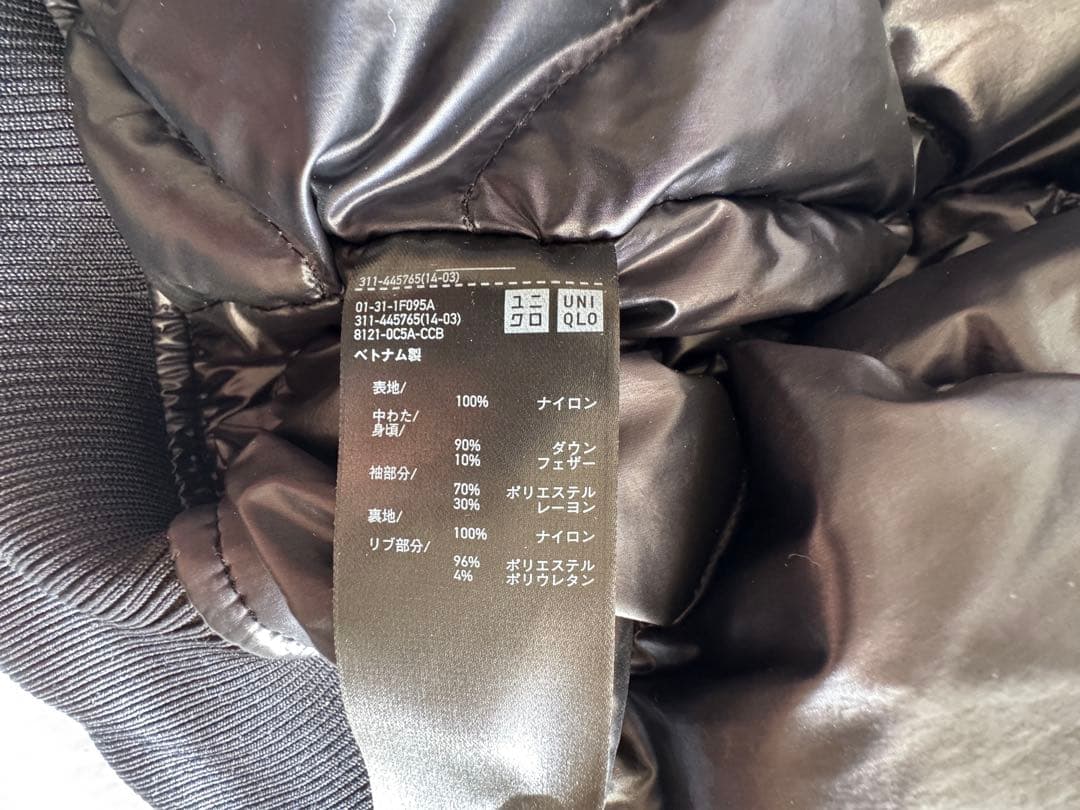 311-445765(14-03)
01-31-1F095A
311-445765(14-03)
8121-0C5A-CCB
ユニ
クロ
UNI
QLO
ベトナム製
表地/
100% ナイロン
中わた/
身頃/
90% ダウン
10% フェザー
袖部分/
70% ポリエステル
30% レーヨン
裏地/
100% ナイロン
リブ部分/
96% ポリエステル
4% ポリウレタン